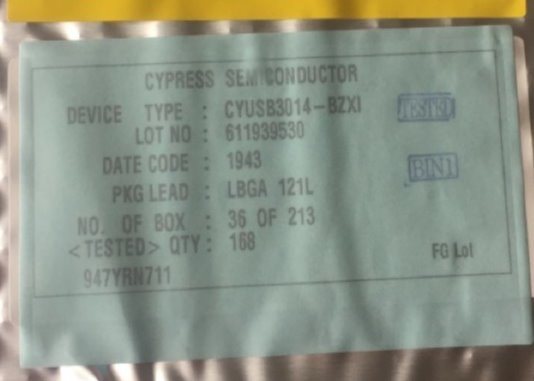 CYPRESS SEMICONDUCTOR
DEVICE TYPE : CYUSB3014-BZXI TESTED
LOT NO : 611939530
DATE CODE : 1943 BIN1
PKG LEAD : LBGA 121L
NO. OF BOX : 36 OF 213
<TESTED> QTY : 168 FG Lot
947YRN711